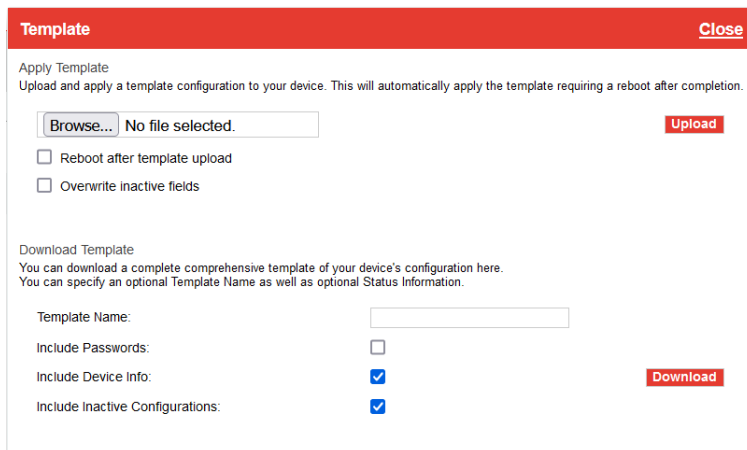 Template
Close
Apply Template
Upload and apply a template configuration to your device. This will automatically apply the template requiring a reboot after completion.
Browse... No file selected.
Upload
Reboot after template upload
Overwrite inactive fields
Download Template
You can download a complete comprehensive template of your device's configuration here.
You can specify an optional Template Name as well as optional Status Information.
Template Name:
Include Passwords:
Include Device Info:
Download
Include Inactive Configurations: